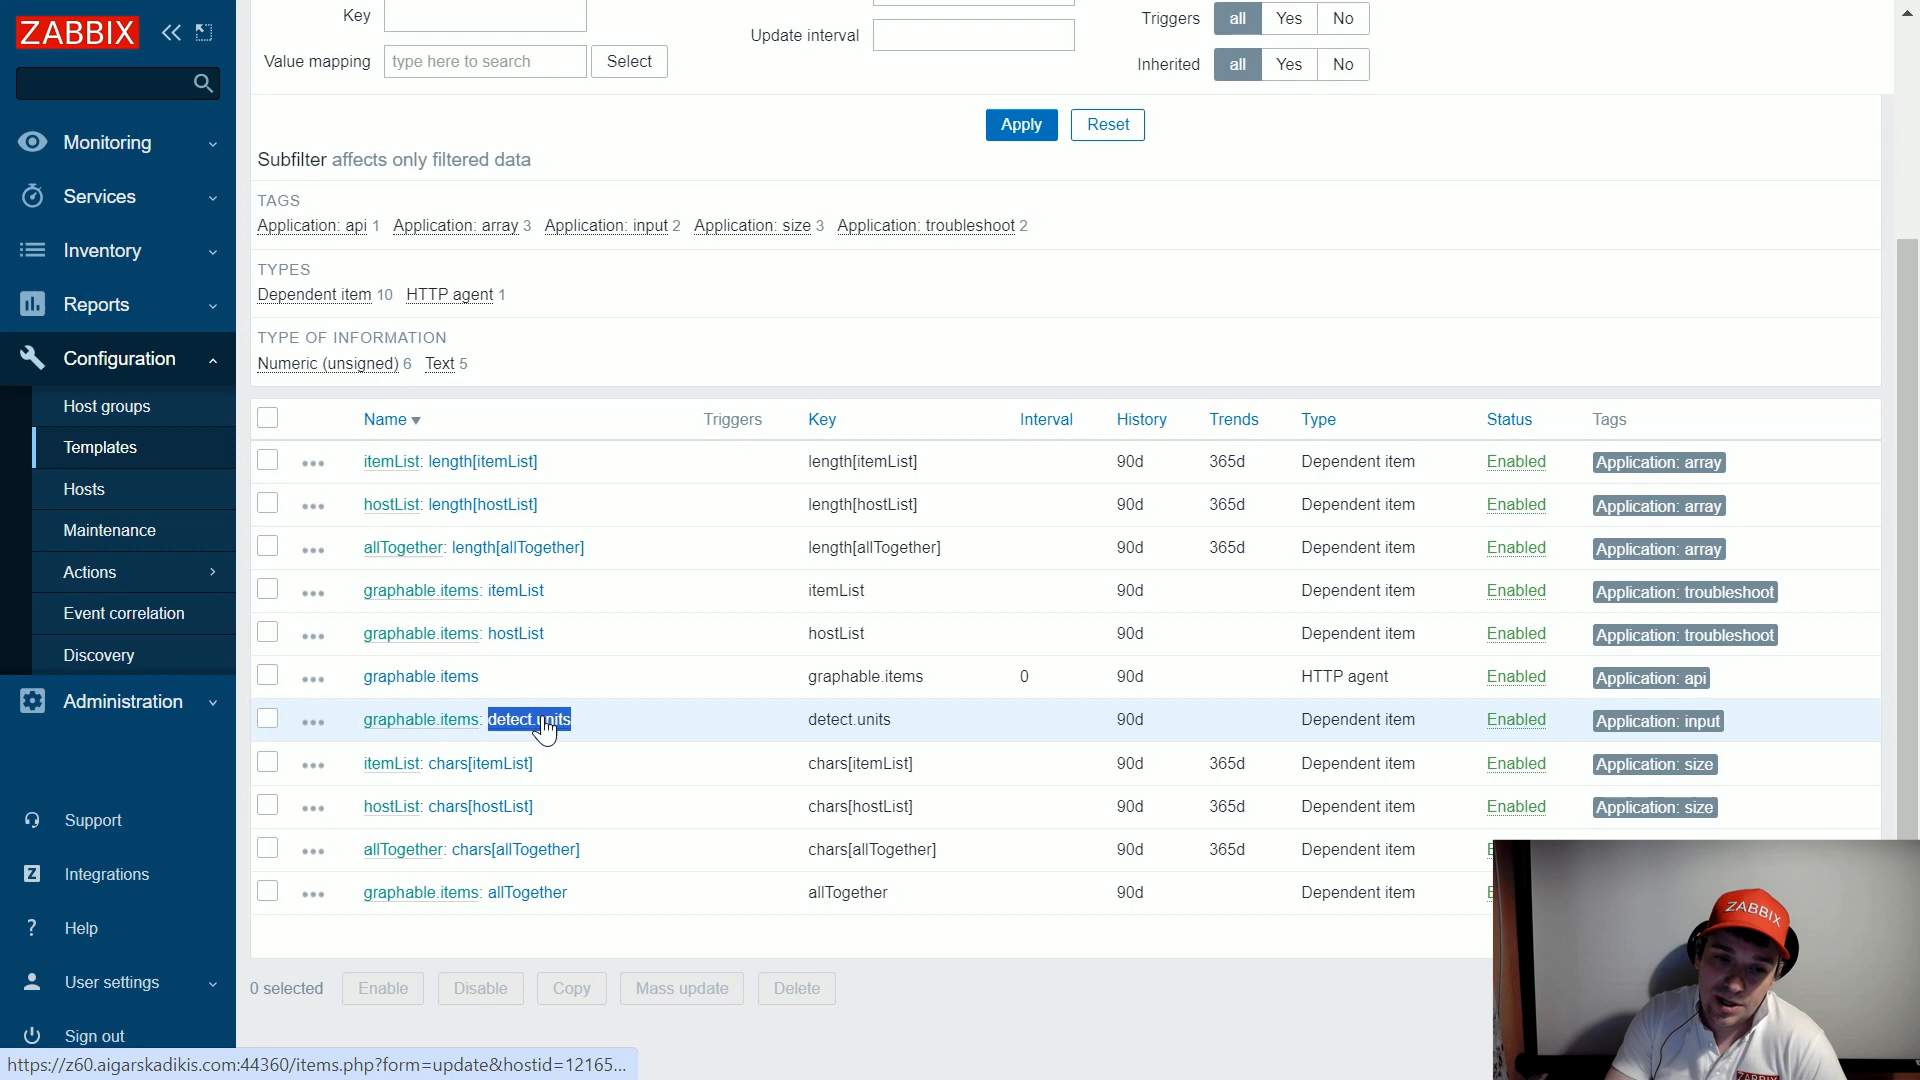 ZABBIX
Monitoring
Services
Inventory
Reports
Configuration
Host groups
Templates
Hosts
Maintenance
Actions
Event correlation
Discovery
Administration
Support
Integrations
Help
User settings
Sign out
Key
Update interval
Triggers all Yes No
Value mapping type here to search Select
Inherited all Yes No
Apply Reset
Subfilter affects only filtered data
TAGS
Application: api 1 Application: array 3 Application: input 2 Application: size 3 Application: troubleshoot 2
TYPES
Dependent item 10 HTTP agent 1
TYPE OF INFORMATION
Numeric (unsigned) 6 Text 5
Name Triggers Key Interval History Trends Type Status Tags
itemList: length[itemList] length[itemList] 90d 365d Dependent item Enabled Application: array
hostList: length[hostList] length[hostList] 90d 365d Dependent item Enabled Application: array
allTogether: length[allTogether] length[allTogether] 90d 365d Dependent item Enabled Application: array
graphable.items: itemList itemList 90d Dependent item Enabled Application: troubleshoot
graphable.items: hostList hostList 90d Dependent item Enabled Application: troubleshoot
graphable.items graphable.items 0 90d HTTP agent Enabled Application: api
graphable.items: detect.units detect.units 90d Dependent item Enabled Application: input
itemList: chars[itemList] chars[itemList] 90d 365d Dependent item Enabled Application: size
hostList: chars[hostList] chars[hostList] 90d 365d Dependent item Enabled Application: size
allTogether: chars[allTogether] chars[allTogether] 90d 365d Dependent item E
graphable.items: allTogether allTogether 90d Dependent item E
0 selected Enable Disable Copy Mass update Delete
https://z60.aigarskadikis.com:44360/items.php?form=update&hostid=12165...
ZABBIX
ZABBIX